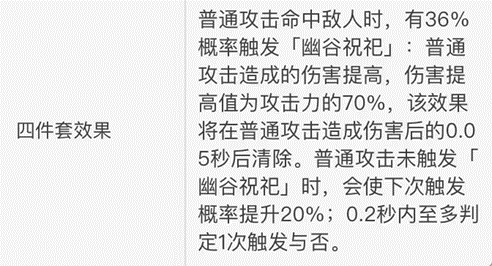 四件套效果
普通攻击命中敌人时，有36%
概率触发「幽谷祝祀」：普通
攻击造成的伤害提高，伤害提
高值为攻击力的70%，该效果
将在普通攻击造成伤害后的0.0
5秒后清除。普通攻击未触发「
幽谷祝祀」时，会使下次触发
概率提升20%；0.2秒内至多判
定1次触发与否。